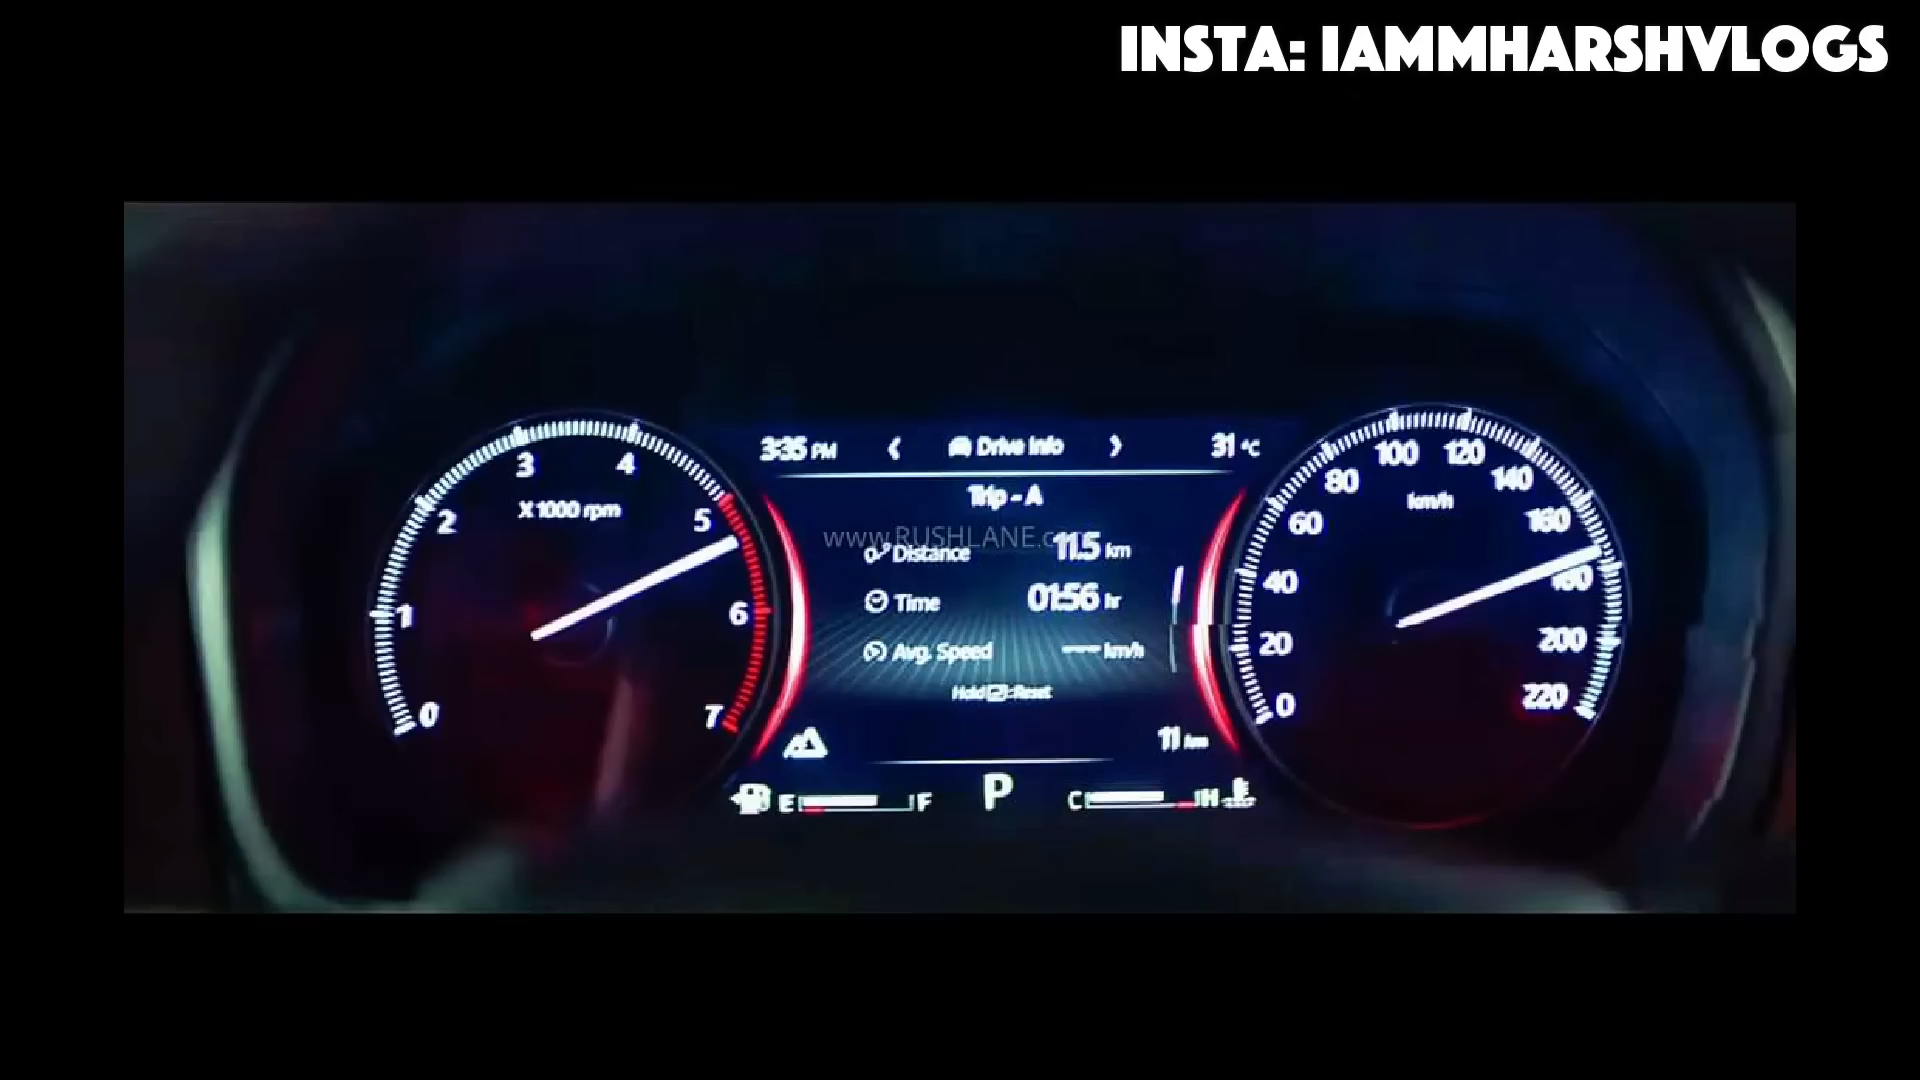 INSTA: IAMMHARSHVLOGS
3:35 PM
Drive Info
31 °C
Trip - A
www.RUSHLANE.c
Distance 11.5 km
Time 01:56 hr
Avg. Speed --- km/h
Hold Reset
11 km
E F P C H
X 1000 rpm
0 1 2 3 4 5 6 7
km/h
0 20 40 60 80 100 120 140 160 180 200 220